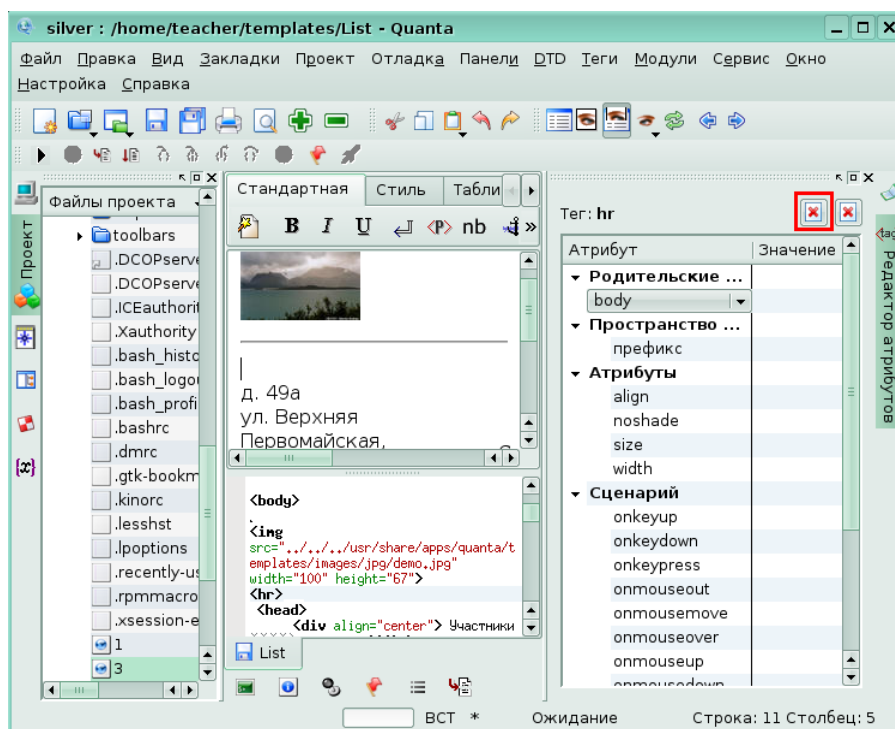 silver : /home/teacher/templates/List - Quanta
Файл Правка Вид Закладки Проект Отладка Панели DTD Теги Модули Сервис Окно
Настройка Справка
Проект
Файлы проекта
toolbars
.DCOPserve
.DCOPserve
.ICEauthorit
.Xauthority
.bash_histo
.bash_logou
.bash_profi
.bashrc
.dmrc
.gtk-bookm
.kinorc
.lesshst
.lpoptions
.recently-us
.rpmmacro
.xsession-e
1
3
Стандартная Стиль Табли
B I U <P> nb »
д. 49а
ул. Верхняя
Первомайская,
<body>
.
<img
src="../../../usr/share/apps/quanta/t
emplates/images/jpg/demo.jpg"
width="100" height="67">
<hr>
<head>
<div align="center"> Участники
List
Тег: hr
Атрибут Значение
Родительские ...
body
Пространство ...
префикс
Атрибуты
align
noshade
size
width
Сценарий
onkeyup
onkeydown
onkeypress
onmouseout
onmousemove
onmouseover
onmouseup
onmousedown
Редактор атрибутов
ВСТ * Ожидание Строка: 11 Столбец: 5